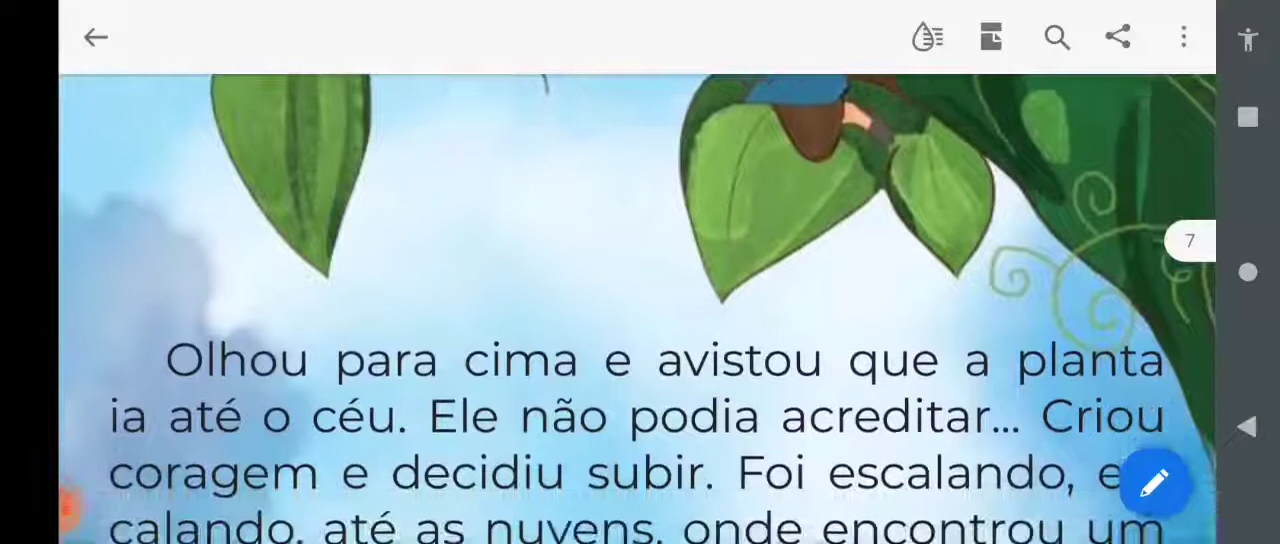 7
Olhou para cima e avistou que a planta
ia até o céu. Ele não podia acreditar... Criou
coragem e decidiu subir. Foi escalando,
calando, até as nuvens, onde encontrou um